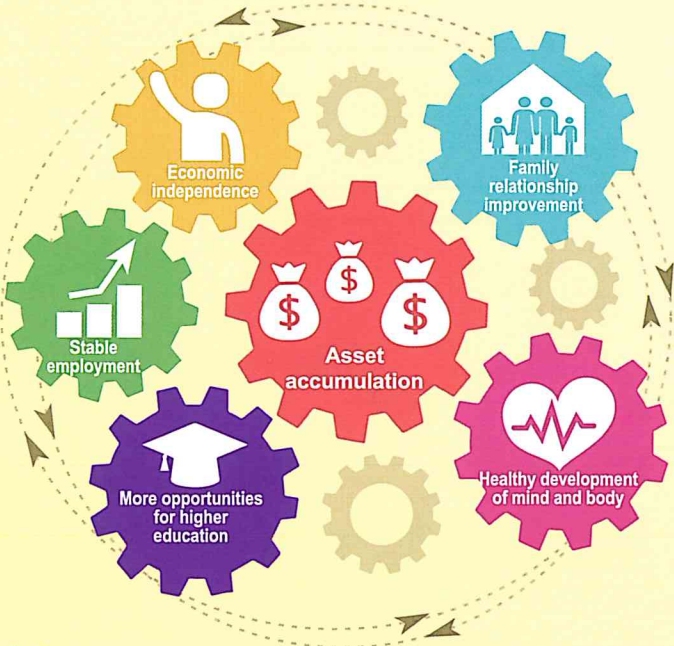 Economic
independence
Family
relationship
improvement
$ $ $
Asset
accumulation
Stable
employment
More opportunities
for higher
education
Healthy development
of mind and body